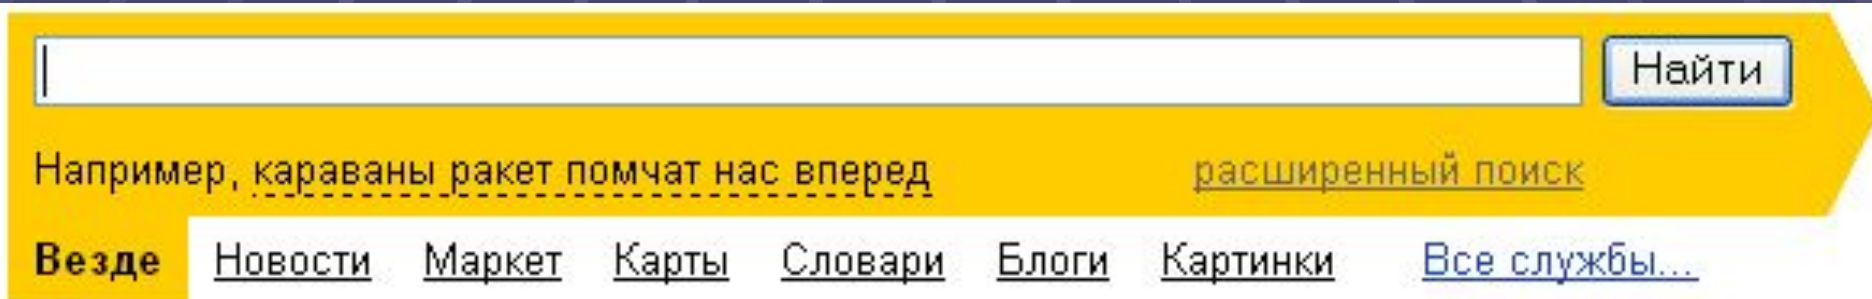 Найти
Например, караваны ракет помчат нас вперед расширенный поиск
Везде Новости Маркет Карты Словари Блоги Картинки Все службы...